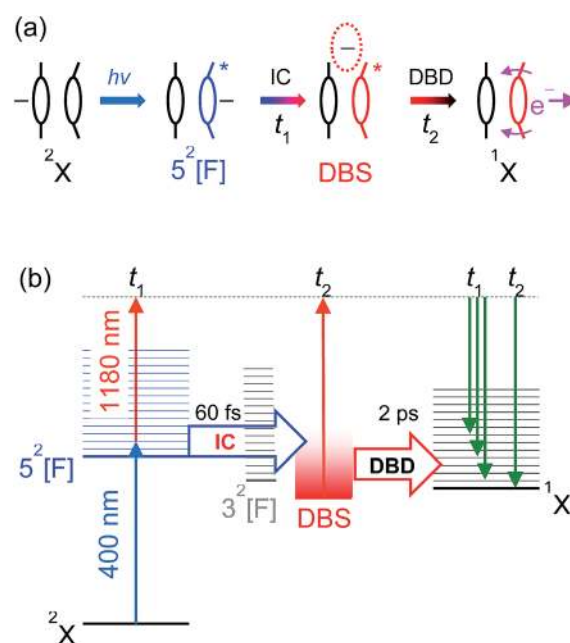 (a)
hν
IC
DBD
t₁
t₂
e⁻
²X
5²[F]
DBS
¹X
(b)
t₁
t₂
t₁
t₂
1180 nm
60 fs
2 ps
IC
DBD
5²[F]
3²[F]
DBS
¹X
400 nm
²X